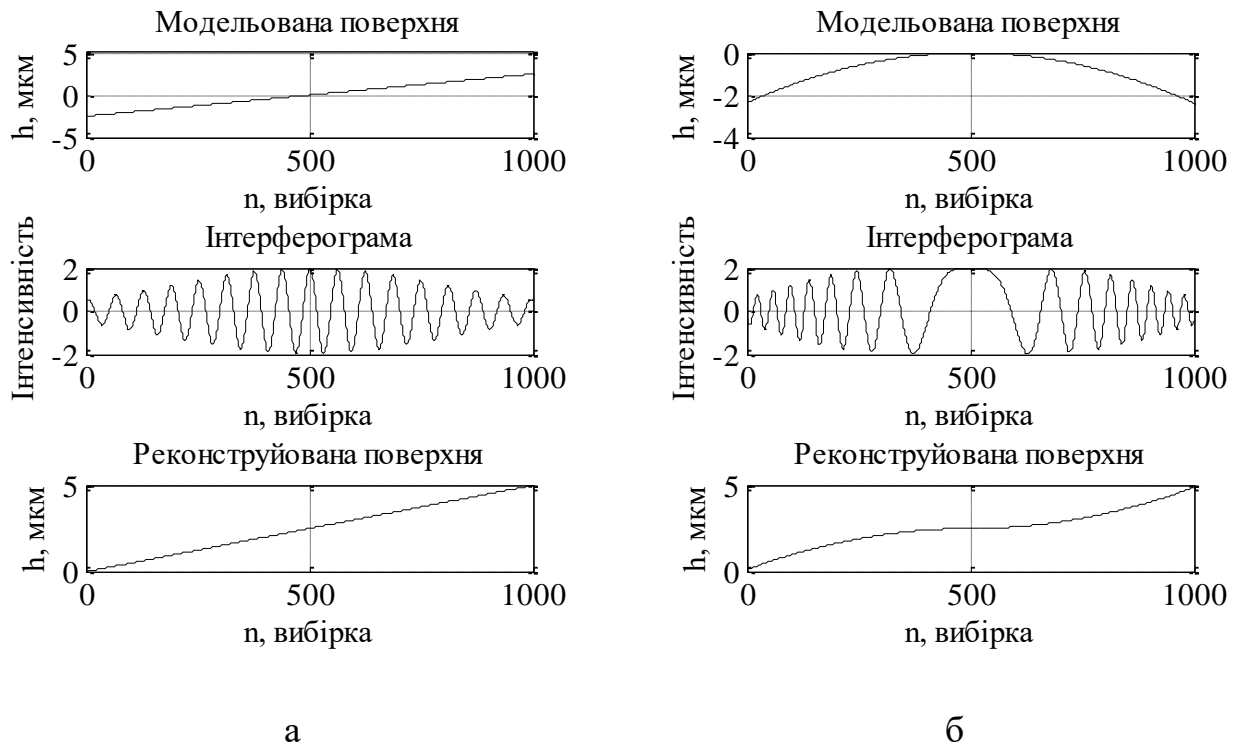 Модельована поверхня
h, мкм
5
0
-5
0
500
1000
n, вибірка
Інтерферограма
Інтенсивність
2
0
-2
0
500
1000
n, вибірка
Реконструйована поверхня
h, мкм
5
0
0
500
1000
n, вибірка
а
Модельована поверхня
h, мкм
0
-2
-4
0
500
1000
n, вибірка
Інтерферограма
Інтенсивність
2
0
-2
0
500
1000
n, вибірка
Реконструйована поверхня
h, мкм
5
0
0
500
1000
n, вибірка
б